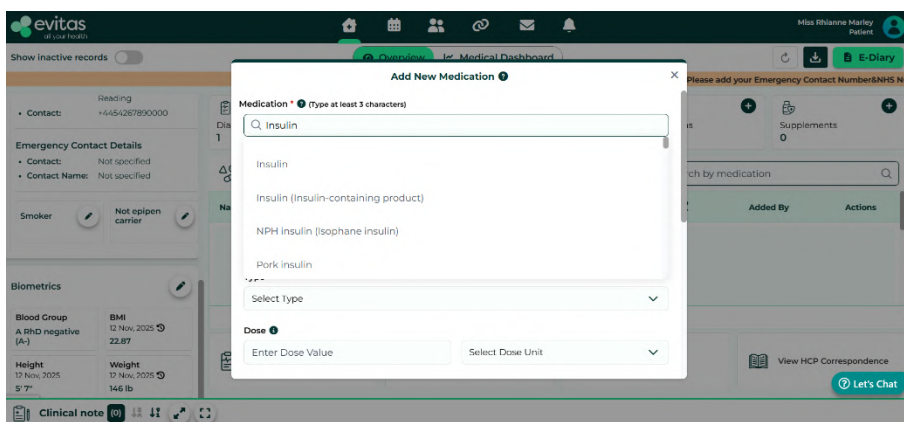 evitas
all your health
Miss Rhianne Marley
Patient
Show inactive records
Overview
Medical Dashboard
E-Diary
Please add your Emergency Contact Number&NHS N
Reading
• Contact: +4454267890000
Emergency Contact Details
• Contact: Not specified
• Contact Name: Not specified
Smoker
Not epipen carrier
Biometrics
Blood Group
A RhD negative (A-)
BMI
12 Nov, 2025
22.87
Height
12 Nov, 2025
5' 7"
Weight
12 Nov, 2025
146 lb
Dia
1
Na
Add New Medication
Medication * (Type at least 3 characters)
Insulin
Insulin
Insulin (Insulin-containing product)
NPH insulin (Isophane insulin)
Pork insulin
Select Type
Dose
Enter Dose Value
Select Dose Unit
Supplements
0
ch by medication
Added By
Actions
View HCP Correspondence
Let's Chat
Clinical note (0)